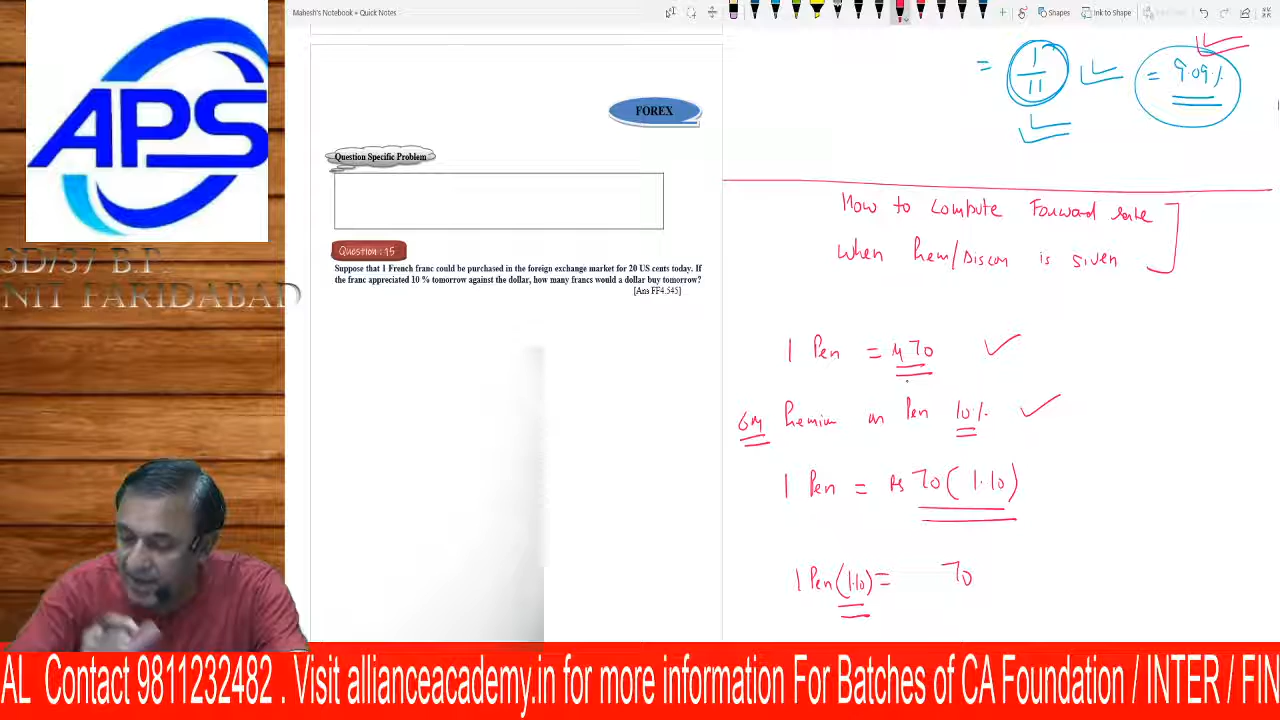 Mahesh's Notebook + Quick Notes
Shapes
Ink to Shape
APS
3D/37 B.P.
NIT FARIDABAD
FOREX
Question Specific Problem
Question : 15
Suppose that 1 French franc could be purchased in the foreign exchange market for 20 US cents today. If
the franc appreciated 10 % tomorrow against the dollar, how many francs would a dollar buy tomorrow?
[Ans FF4.545]
= 1/11 = 9.09%
How to compute Forward rate
when Prem/Discon is given
1 Pen = 70
6M Premium on Pen 10%
1 Pen = Rs 70(1.10)
1 Pen(1.10) = 70
AL Contact 9811232482 . Visit allianceacademy.in for more information For Batches of CA Foundation / INTER / FIN